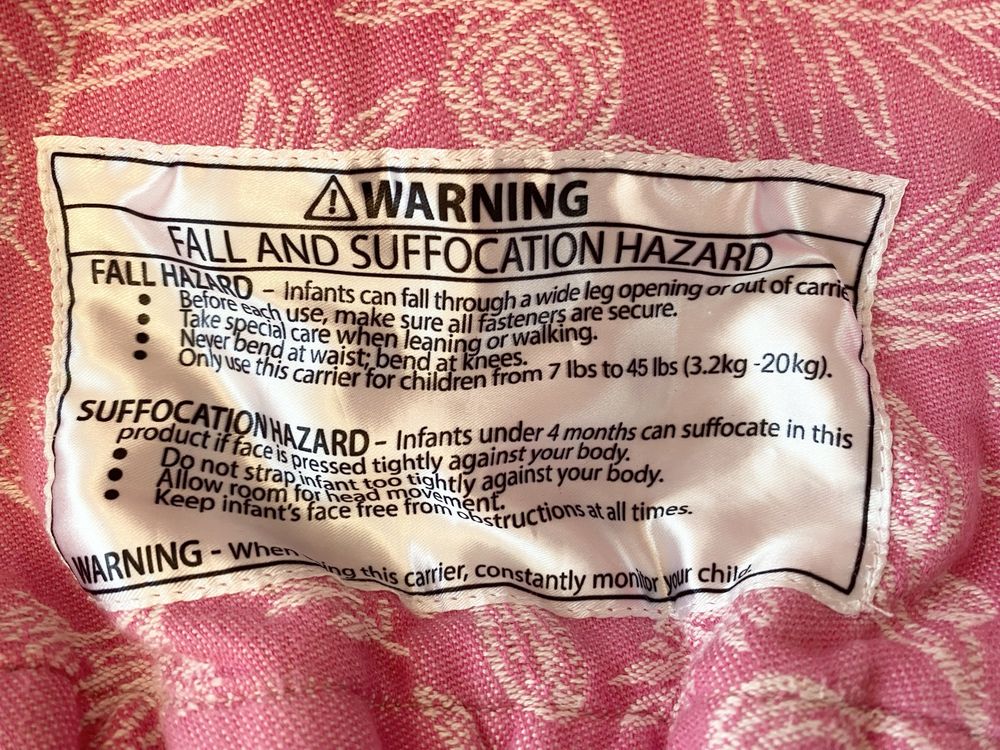 ⚠WARNING
FALL AND SUFFOCATION HAZARD
FALL HAZARD – Infants can fall through a wide leg opening or out of carrie
• Before each use, make sure all fasteners are secure.
• Take special care when leaning or walking.
• Never bend at waist; bend at knees.
• Only use this carrier for children from 7 lbs to 45 lbs (3.2kg -20kg).
SUFFOCATION HAZARD – Infants under 4 months can suffocate in this
product if face is pressed tightly against your body.
• Do not strap infant too tightly against your body.
• Allow room for head movement.
• Keep infant's face free from obstructions at all times.
WARNING - When this carrier, constantly monitor your child